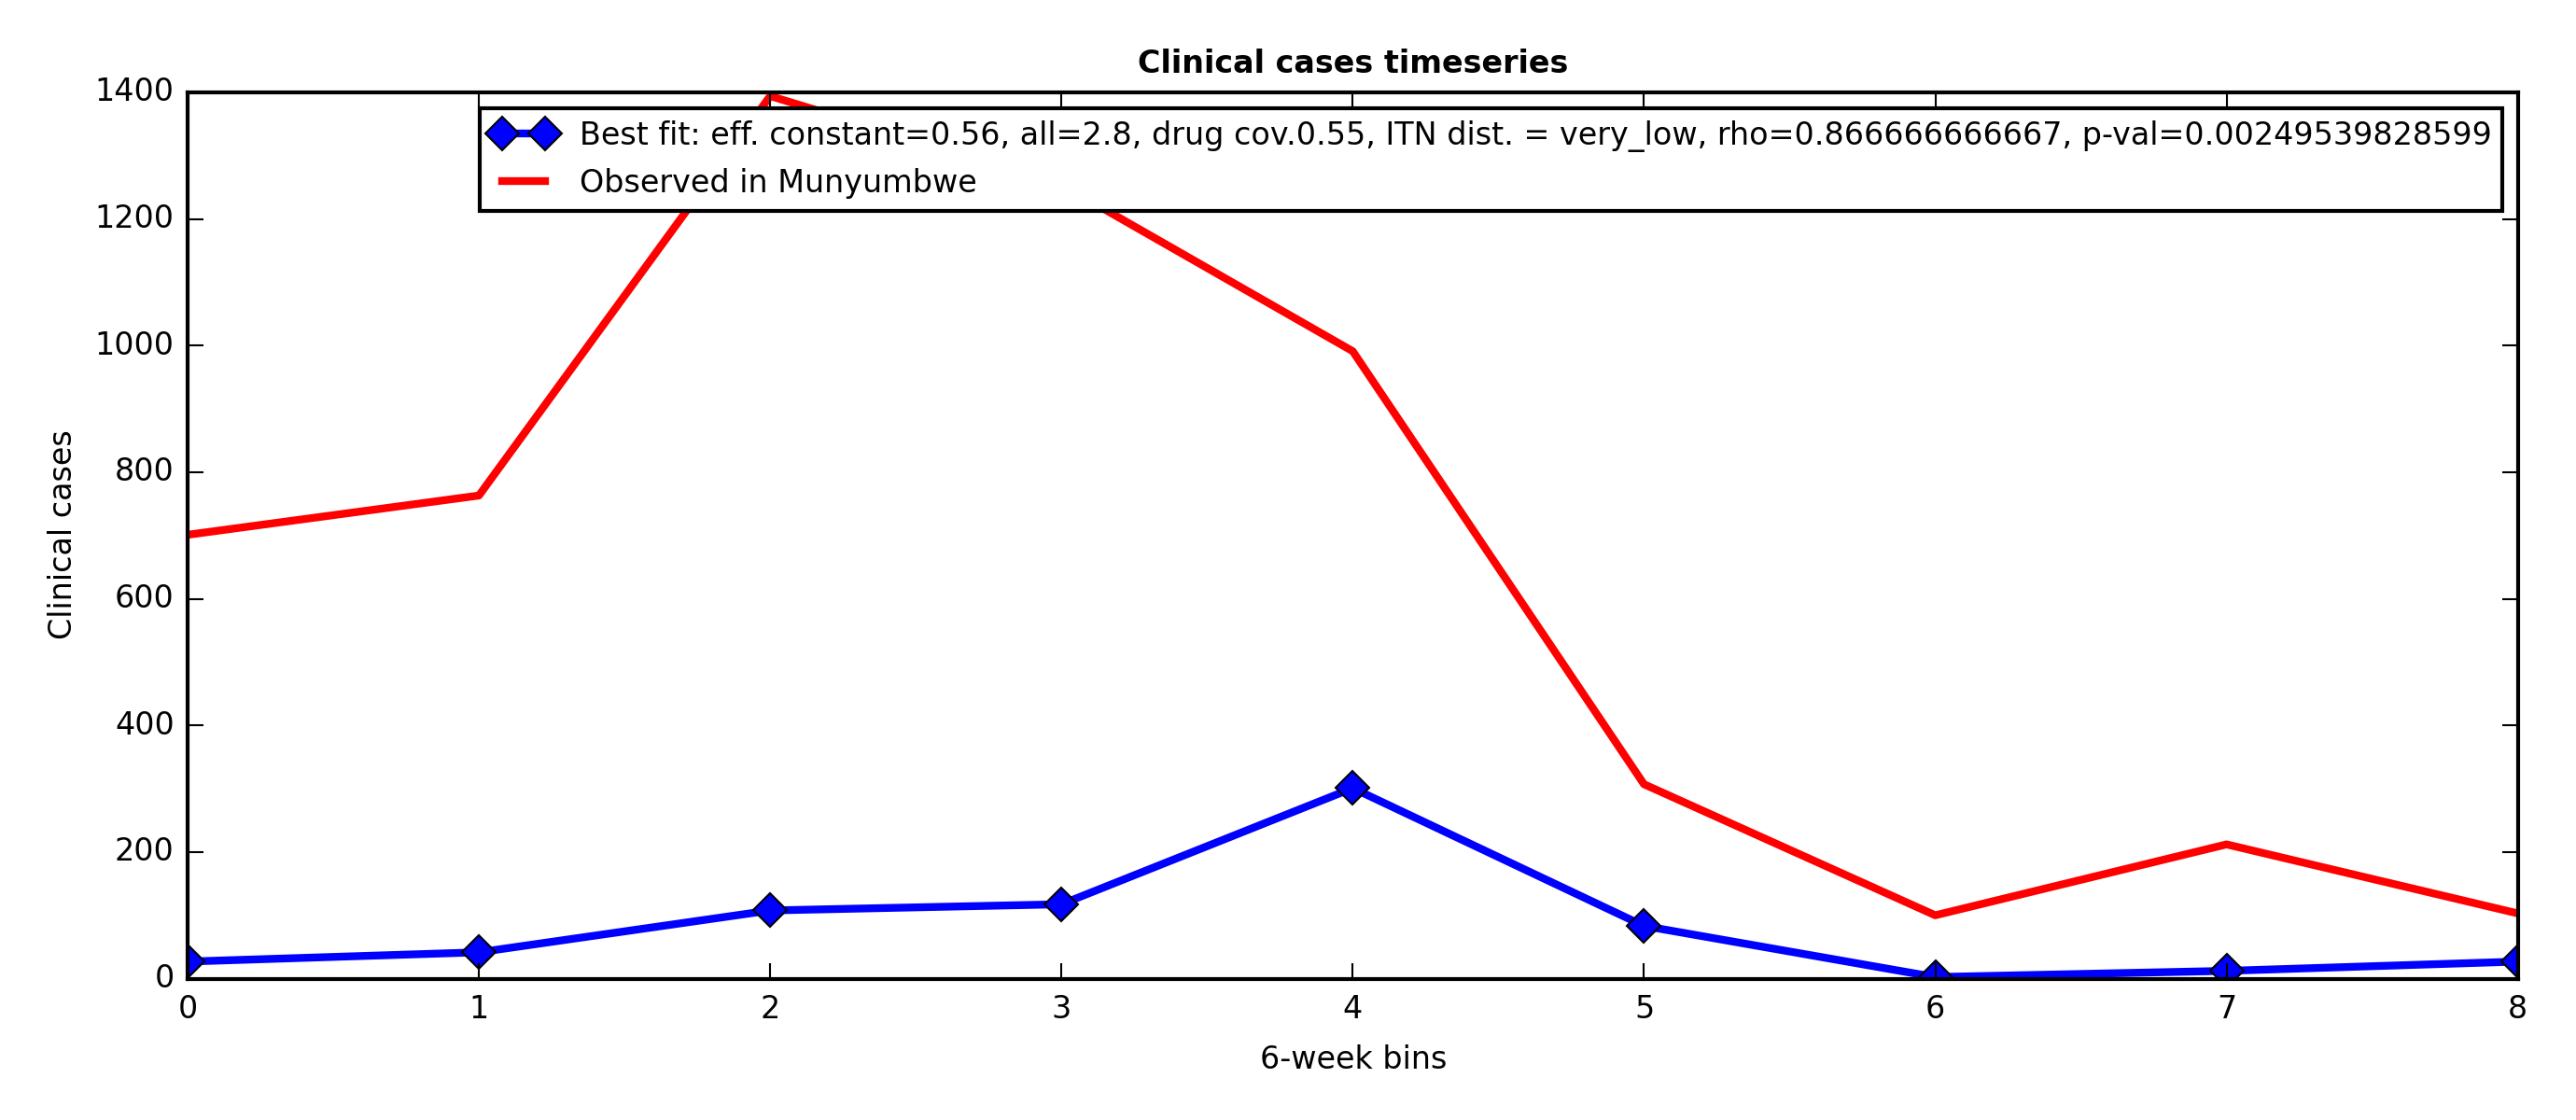 Clinical cases timeseries
Best fit: eff. constant=0.56, all=2.8, drug cov.0.55, ITN dist. = very_low, rho=0.866666666667, p-val=0.00249539828599
Observed in Munyumbwe
1400
1200
1000
800
600
400
200
0
Clinical cases
0 1 2 3 4 5 6 7 8
6-week bins